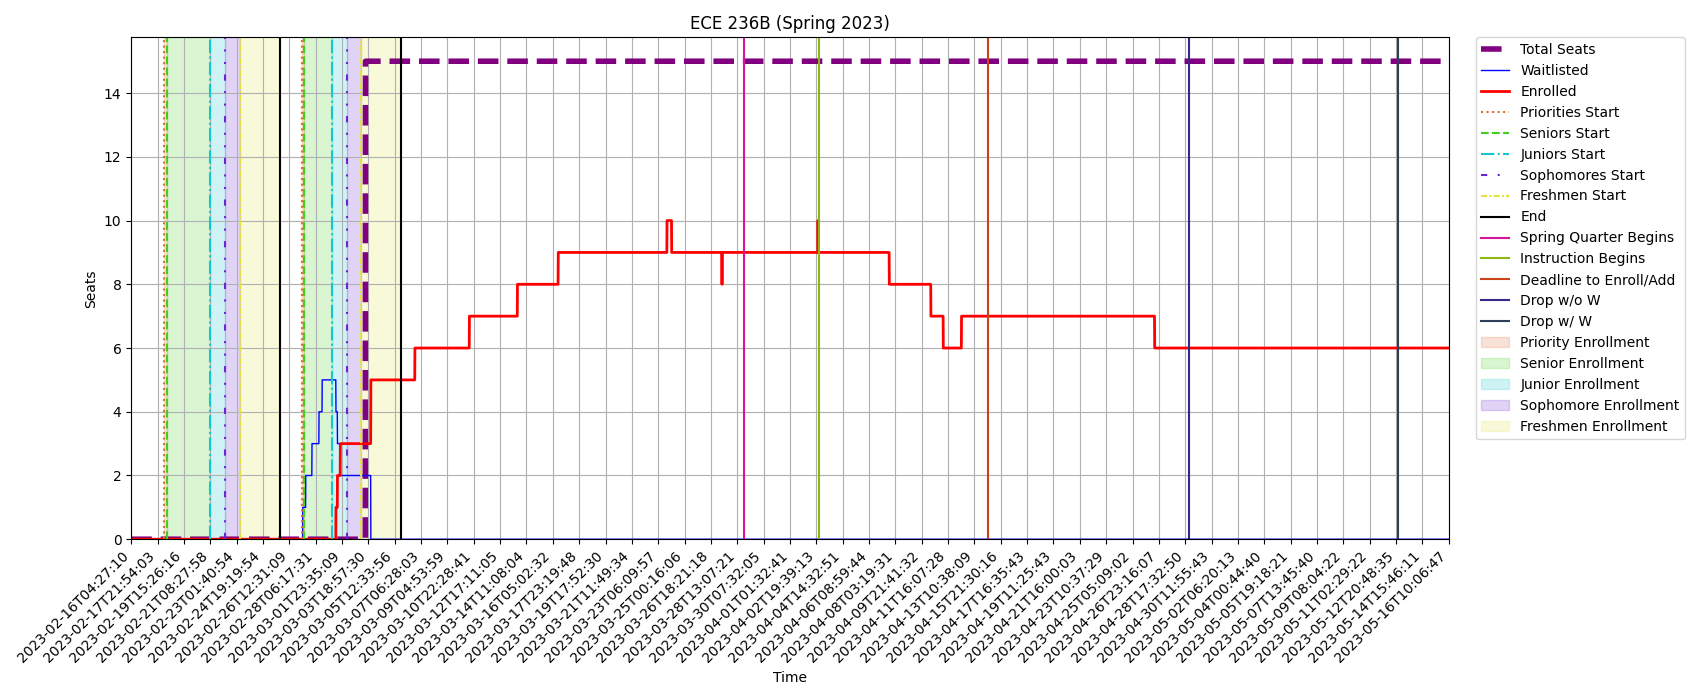 ECE 236B (Spring 2023)
Seats
14
12
10
8
6
4
2
0
2023-02-16T04:27:10
2023-02-17T21:54:03
2023-02-19T15:26:16
2023-02-21T08:27:58
2023-02-23T01:40:54
2023-02-24T19:19:54
2023-02-26T12:31:09
2023-02-28T06:17:31
2023-03-01T23:35:09
2023-03-03T18:57:30
2023-03-05T12:33:56
2023-03-07T06:28:03
2023-03-09T04:53:59
2023-03-10T22:28:41
2023-03-12T17:11:05
2023-03-14T11:08:04
2023-03-16T05:02:32
2023-03-17T23:19:48
2023-03-19T17:52:30
2023-03-21T11:49:34
2023-03-23T06:09:57
2023-03-25T00:16:06
2023-03-26T18:21:18
2023-03-28T13:07:21
2023-03-30T07:32:05
2023-04-01T01:32:41
2023-04-02T19:39:13
2023-04-04T14:32:51
2023-04-06T08:59:44
2023-04-08T03:19:31
2023-04-09T21:41:32
2023-04-11T16:07:28
2023-04-13T10:38:09
2023-04-15T21:30:16
2023-04-17T16:35:43
2023-04-19T11:25:43
2023-04-21T16:00:03
2023-04-23T10:37:29
2023-04-25T05:09:02
2023-04-26T23:16:07
2023-04-28T17:32:50
2023-04-30T11:55:43
2023-05-02T06:20:13
2023-05-04T00:44:40
2023-05-05T19:18:21
2023-05-07T13:45:40
2023-05-09T08:04:22
2023-05-11T02:29:22
2023-05-12T20:48:35
2023-05-14T15:46:11
2023-05-16T10:06:47
Time
Total Seats
Waitlisted
Enrolled
Priorities Start
Seniors Start
Juniors Start
Sophomores Start
Freshmen Start
End
Spring Quarter Begins
Instruction Begins
Deadline to Enroll/Add
Drop w/o W
Drop w/ W
Priority Enrollment
Senior Enrollment
Junior Enrollment
Sophomore Enrollment
Freshmen Enrollment